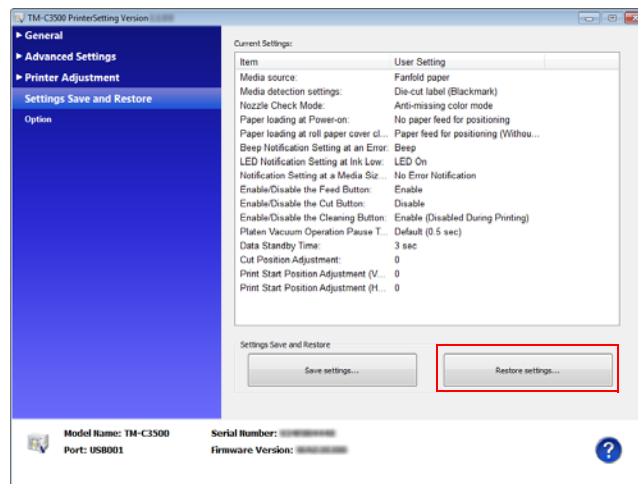 TM-C3500 PrinterSetting Version
General
Advanced Settings
Printer Adjustment
Settings Save and Restore
Option
Current Settings:
Item User Setting
Media source: Fanfold paper
Media detection settings: Die-cut label (Blackmark)
Nozzle Check Mode: Anti-missing color mode
Paper loading at Power-on: No paper feed for positioning
Paper loading at roll paper cover cl... Paper feed for positioning (Withou...
Beep Notification Setting at an Error: Beep
LED Notification Setting at Ink Low: LED On
Notification Setting at a Media Siz... No Error Notification
Enable/Disable the Feed Button: Enable
Enable/Disable the Cut Button: Disable
Enable/Disable the Cleaning Button: Enable (Disabled During Printing)
Platen Vacuum Operation Pause T... Default (0.5 sec)
Data Standby Time: 3 sec
Cut Position Adjustment: 0
Print Start Position Adjustment (V... 0
Print Start Position Adjustment (H... 0
Settings Save and Restore
Save settings... Restore settings...
Model Name: TM-C3500 Serial Number:
Port: USB001 Firmware Version:
?